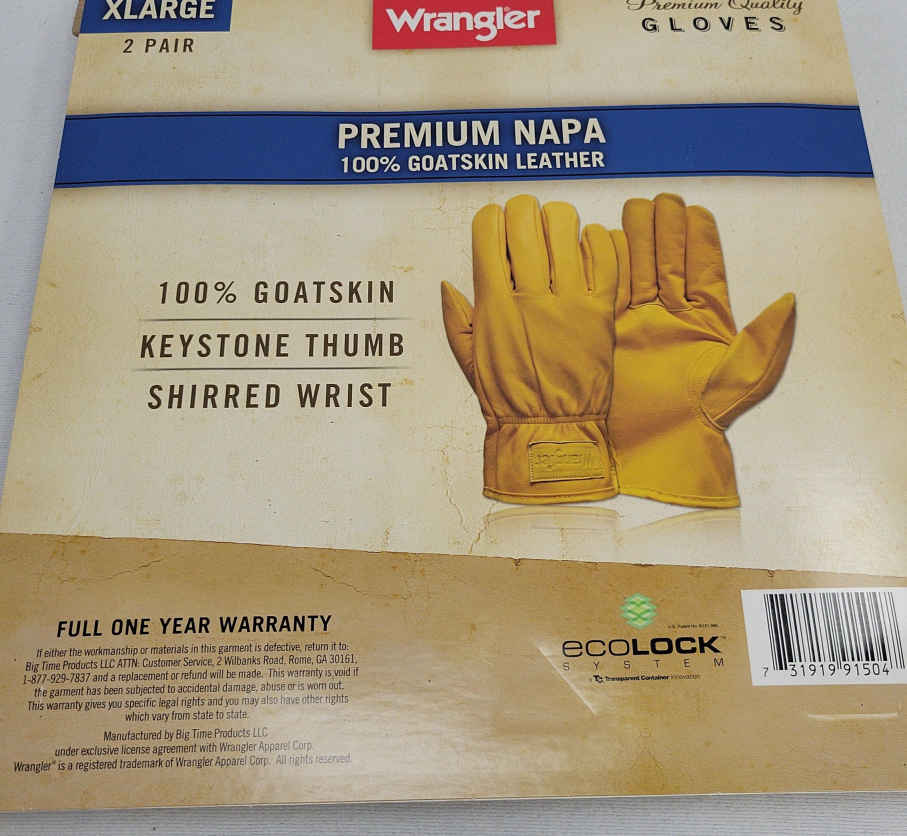 XLARGE
2 PAIR
Wrangler
Premium Quality
GLOVES
PREMIUM NAPA
100% GOATSKIN LEATHER
100% GOATSKIN
KEYSTONE THUMB
SHIRRED WRIST
Wrangler
FULL ONE YEAR WARRANTY
If either the workmanship or materials in this garment is defective, return it to:
Big Time Products LLC ATTN: Customer Service, 2 Wilbanks Road, Rome, GA 30161,
1-877-929-7837 and a replacement or refund will be made. This warranty is void if
the garment has been subjected to accidental damage, abuse or is worn out.
This warranty gives you specific legal rights and you may also have other rights
which vary from state to state.
Manufactured by Big Time Products LLC
under exclusive license agreement with Wrangler Apparel Corp.
Wrangler® is a registered trademark of Wrangler Apparel Corp. All rights reserved.
U.S. Patent No.
ecoLOCK™
SYSTEM
Transparent Container Innovation
7 31919 91504